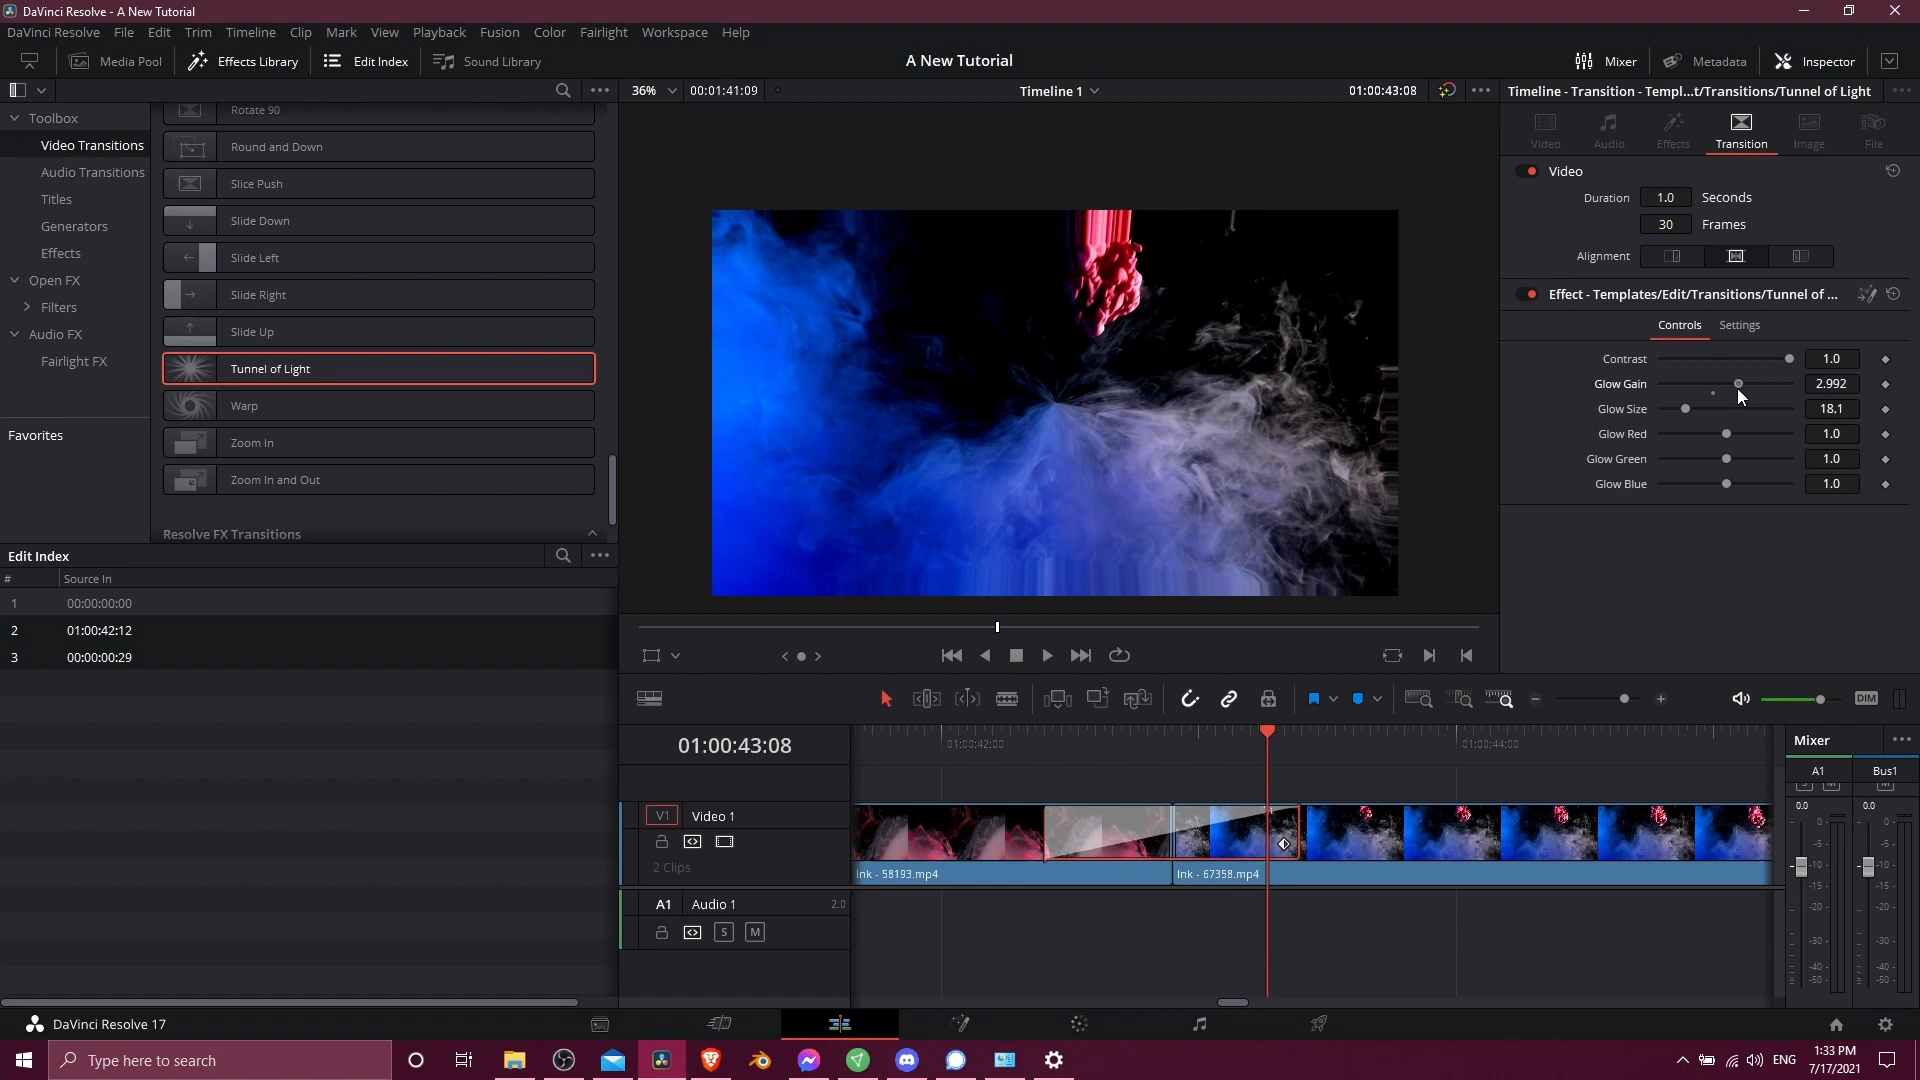 DaVinci Resolve - A New Tutorial
DaVinci Resolve File Edit Trim Timeline Clip Mark View Playback Fusion Color Fairlight Workspace Help
Media Pool Effects Library Edit Index Sound Library A New Tutorial Mixer Metadata Inspector
36% 00:01:41:09 Timeline 1 01:00:43:08 Timeline - Transition - Templ...t/Transitions/Tunnel of Light
Toolbox
Video Transitions
Audio Transitions
Titles
Generators
Effects
Open FX
Filters
Audio FX
Fairlight FX
Favorites
Rotate 90
Round and Down
Slice Push
Slide Down
Slide Left
Slide Right
Slide Up
Tunnel of Light
Warp
Zoom In
Zoom In and Out
Resolve FX Transitions
Video Audio Effects Transition Image File
Video
Duration 1.0 Seconds
30 Frames
Alignment
Effect - Templates/Edit/Transitions/Tunnel of ...
Controls Settings
Contrast 1.0
Glow Gain 2.992
Glow Size 18.1
Glow Red 1.0
Glow Green 1.0
Glow Blue 1.0
Edit Index
# Source In
1 00:00:00:00
2 01:00:42:12
3 00:00:00:29
DIM
01:00:43:08 01:00:42:00 01:00:44:00
V1 Video 1
2 Clips
Ink - 58193.mp4 Ink - 67358.mp4
A1 Audio 1 2.0
S M
Mixer
A1 Bus1
S M M
0.0 0.0
0 0
-5 -5
-10 -10
-15 -15
-20 -20
-30 -30
-40 -40
-50 -50
DaVinci Resolve 17
Type here to search
ENG 1:33 PM
7/17/2021